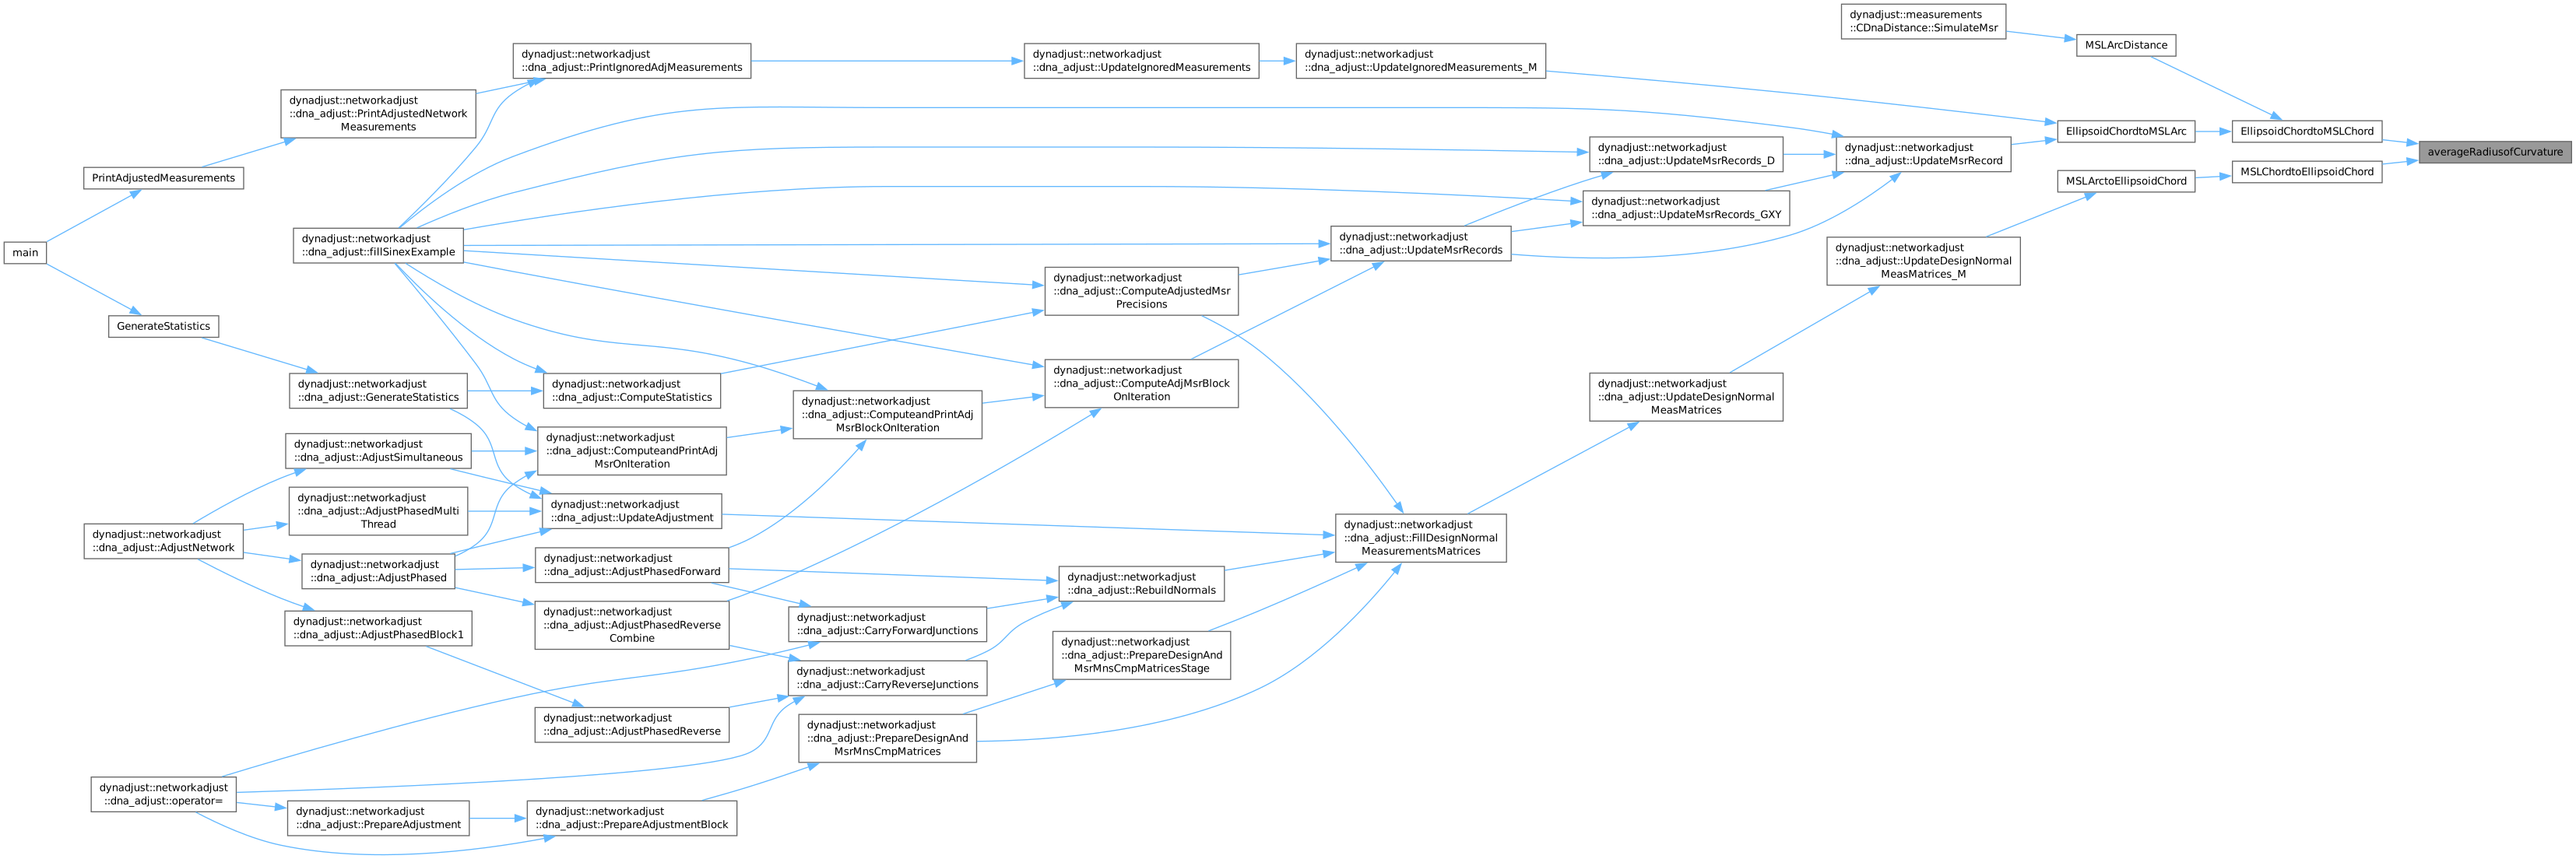 main
PrintAdjustedMeasurements
GenerateStatistics
dynadjust::networkadjust
::dna_adjust::AdjustNetwork
dynadjust::networkadjust
::dna_adjust::operator=
dynadjust::networkadjust
::dna_adjust::PrintAdjustedNetwork
Measurements
dynadjust::networkadjust
::dna_adjust::fillSinexExample
dynadjust::networkadjust
::dna_adjust::GenerateStatistics
dynadjust::networkadjust
::dna_adjust::AdjustSimultaneous
dynadjust::networkadjust
::dna_adjust::AdjustPhasedMulti
Thread
dynadjust::networkadjust
::dna_adjust::AdjustPhased
dynadjust::networkadjust
::dna_adjust::AdjustPhasedBlock1
dynadjust::networkadjust
::dna_adjust::PrepareAdjustment
dynadjust::networkadjust
::dna_adjust::PrintIgnoredAdjMeasurements
dynadjust::networkadjust
::dna_adjust::ComputeStatistics
dynadjust::networkadjust
::dna_adjust::ComputeandPrintAdj
MsrOnIteration
dynadjust::networkadjust
::dna_adjust::UpdateAdjustment
dynadjust::networkadjust
::dna_adjust::AdjustPhasedForward
dynadjust::networkadjust
::dna_adjust::AdjustPhasedReverse
Combine
dynadjust::networkadjust
::dna_adjust::AdjustPhasedReverse
dynadjust::networkadjust
::dna_adjust::PrepareAdjustmentBlock
dynadjust::networkadjust
::dna_adjust::ComputeandPrintAdj
MsrBlockOnIteration
dynadjust::networkadjust
::dna_adjust::CarryForwardJunctions
dynadjust::networkadjust
::dna_adjust::CarryReverseJunctions
dynadjust::networkadjust
::dna_adjust::PrepareDesignAnd
MsrMnsCmpMatrices
dynadjust::networkadjust
::dna_adjust::UpdateIgnoredMeasurements
dynadjust::networkadjust
::dna_adjust::ComputeAdjustedMsr
Precisions
dynadjust::networkadjust
::dna_adjust::ComputeAdjMsrBlock
OnIteration
dynadjust::networkadjust
::dna_adjust::RebuildNormals
dynadjust::networkadjust
::dna_adjust::PrepareDesignAnd
MsrMnsCmpMatricesStage
dynadjust::networkadjust
::dna_adjust::UpdateIgnoredMeasurements_M
dynadjust::networkadjust
::dna_adjust::UpdateMsrRecords
dynadjust::networkadjust
::dna_adjust::FillDesignNormal
MeasurementsMatrices
dynadjust::networkadjust
::dna_adjust::UpdateMsrRecords_D
dynadjust::networkadjust
::dna_adjust::UpdateMsrRecords_GXY
dynadjust::networkadjust
::dna_adjust::UpdateDesignNormal
MeasMatrices
dynadjust::measurements
::CDnaDistance::SimulateMsr
dynadjust::networkadjust
::dna_adjust::UpdateMsrRecord
dynadjust::networkadjust
::dna_adjust::UpdateDesignNormal
MeasMatrices_M
MSLArcDistance
EllipsoidChordtoMSLArc
MSLArctoEllipsoidChord
EllipsoidChordtoMSLChord
MSLChordtoEllipsoidChord
averageRadiusofCurvature